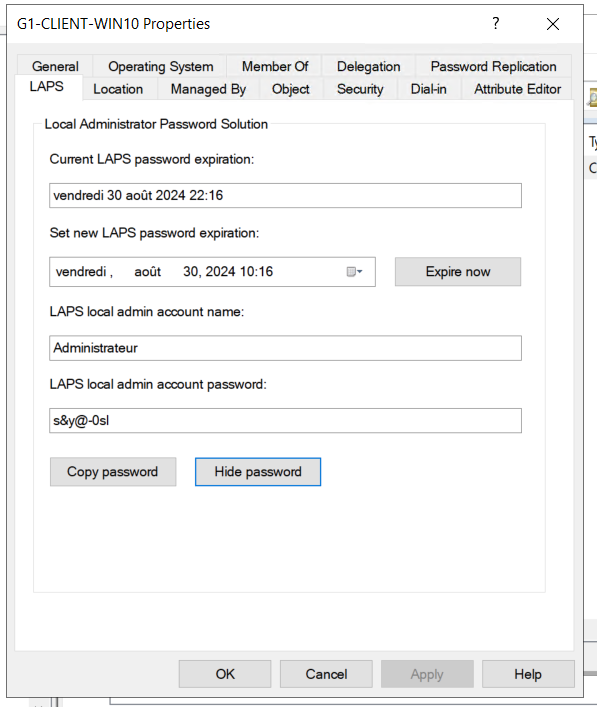 G1-CLIENT-WIN10 Properties ?
General Operating System Member Of Delegation Password Replication
LAPS Location Managed By Object Security Dial-in Attribute Editor
Local Administrator Password Solution
Current LAPS password expiration:
vendredi 30 août 2024 22:16
Set new LAPS password expiration:
vendredi , août 30, 2024 10:16 Expire now
LAPS local admin account name:
Administrateur
LAPS local admin account password:
s&y@-0sl
Copy password Hide password
OK Cancel Apply Help